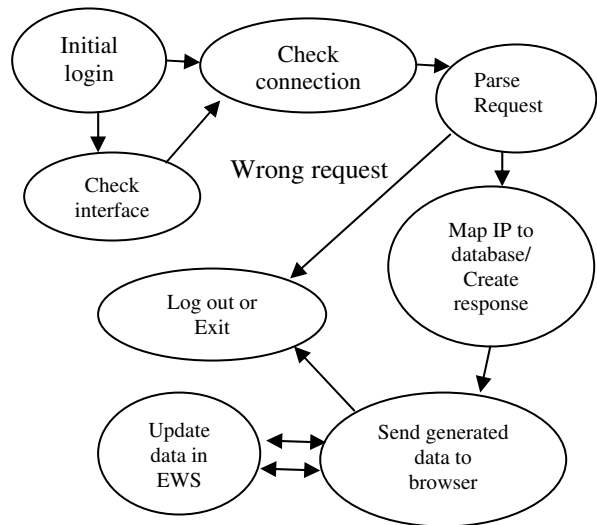 Initial
login
Check
connection
Parse
Request
Check
interface
Wrong request
Map IP to
database/
Create
response
Log out or
Exit
Update
data in
EWS
Send generated
data to
browser